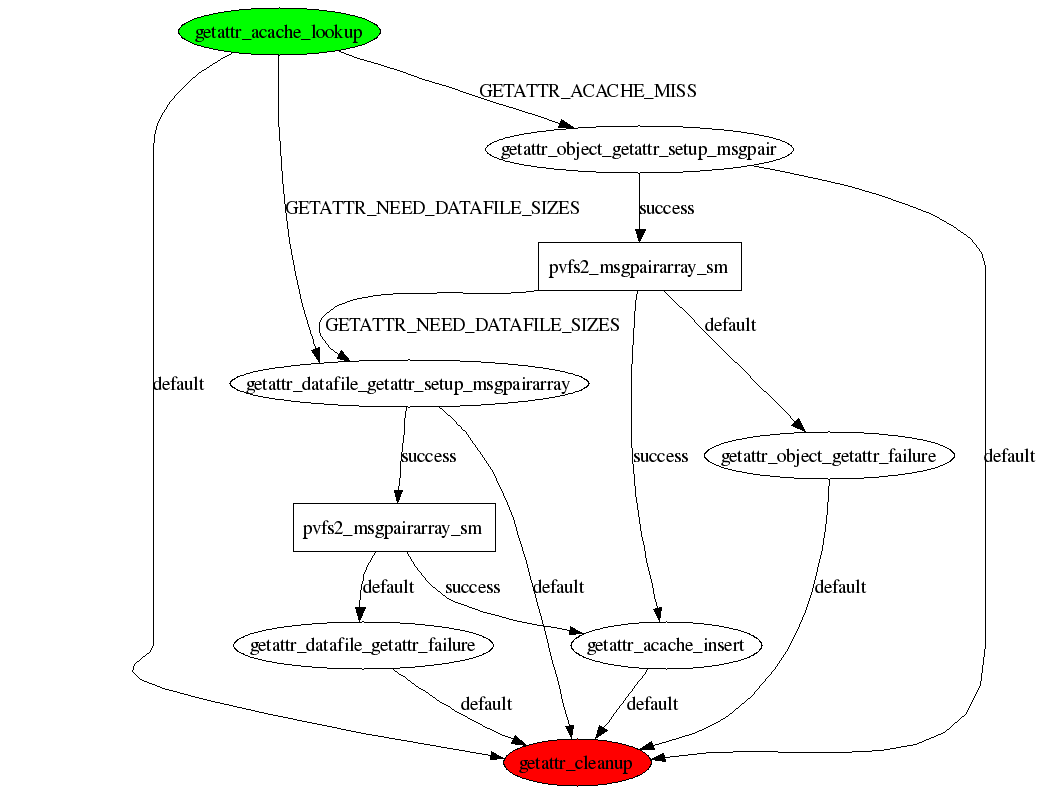 getattr_acache_lookup
GETATTR_ACACHE_MISS
getattr_object_getattr_setup_msgpair
GETATTR_NEED_DATAFILE_SIZES
success
pvfs2_msgpairarray_sm
GETATTR_NEED_DATAFILE_SIZES
default
default
getattr_datafile_getattr_setup_msgpairarray
success
success
getattr_object_getattr_failure
default
pvfs2_msgpairarray_sm
default
success
default
default
getattr_datafile_getattr_failure
getattr_acache_insert
default
default
getattr_cleanup